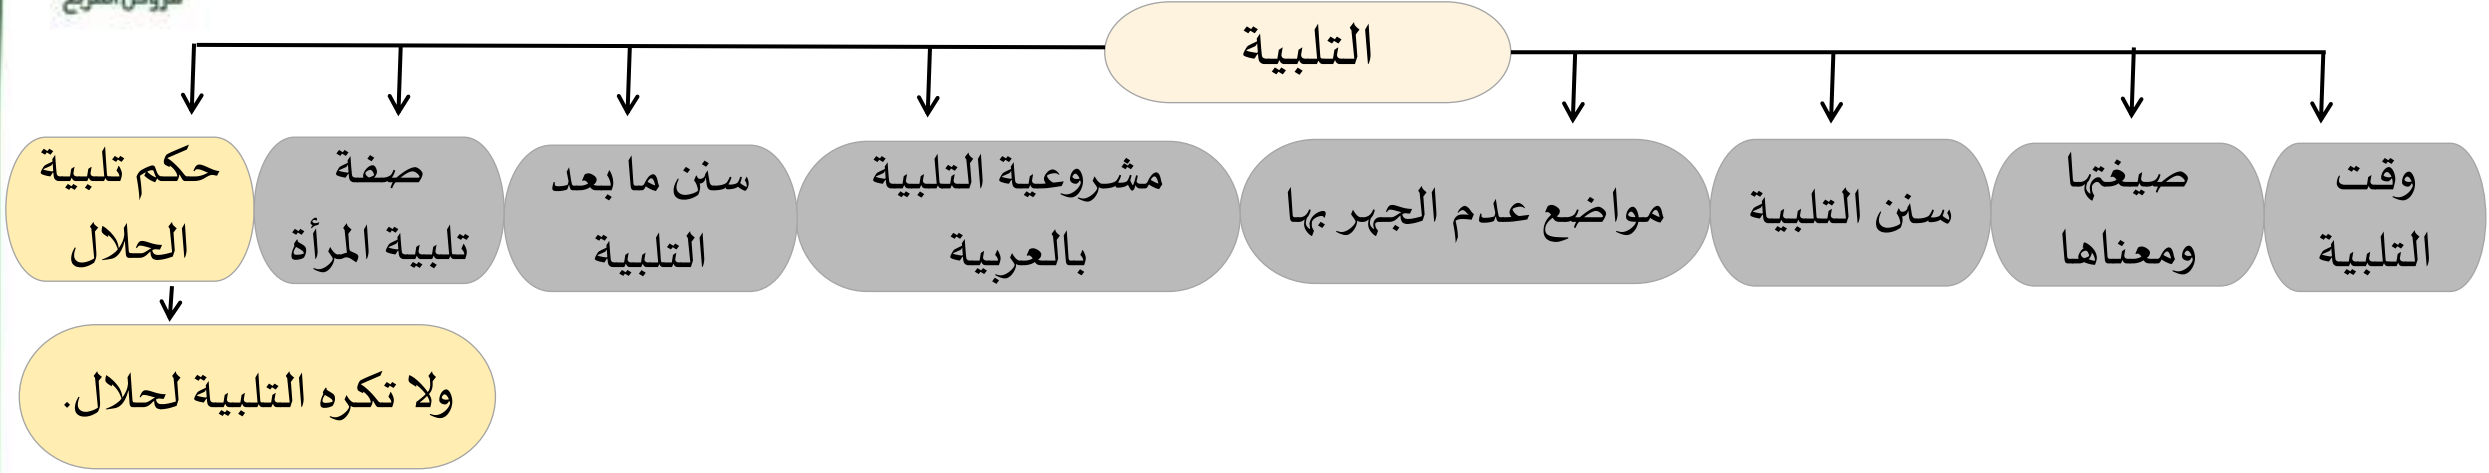 التلبية
وقت
التلبية
صيغتها
ومعناها
سنن التلبية
مواضع عدم الجهر بها
مشروعية التلبية
بالعربية
سنن ما بعد
التلبية
صفة
تلبية المرأة
حكم تلبية
الحلال
ولا تكره التلبية لحلال.